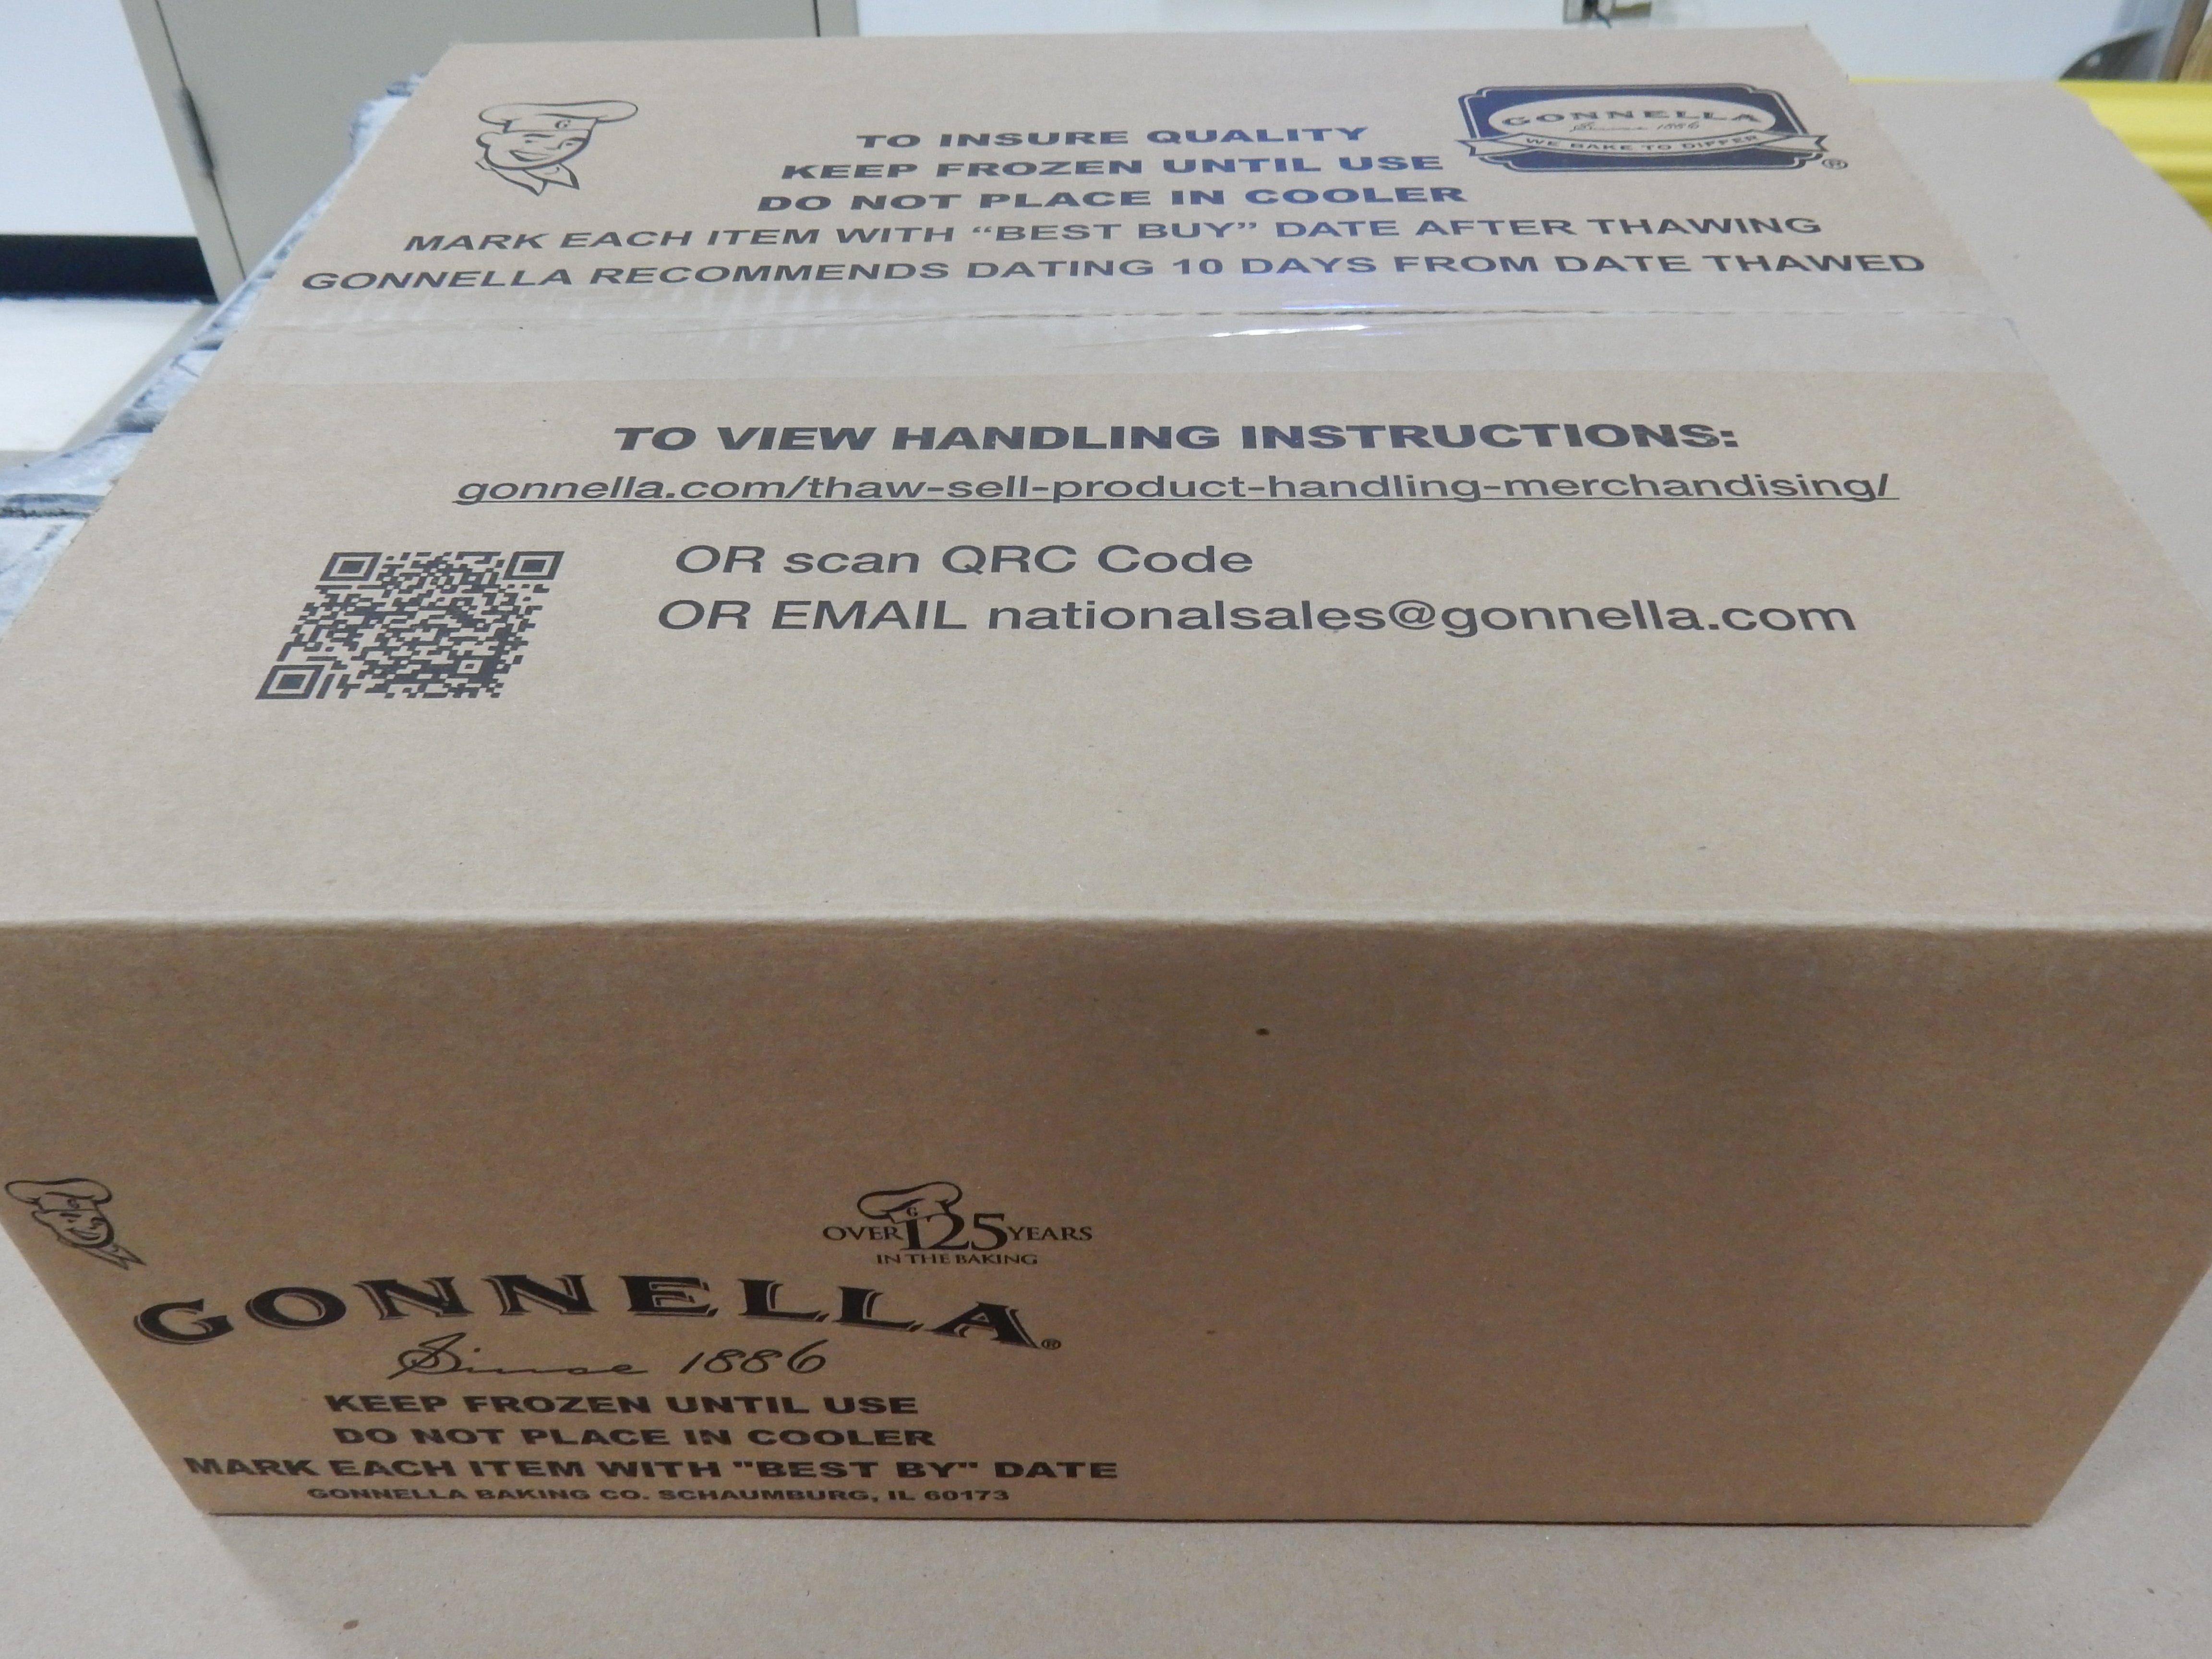 GONNELLA
Since 1886
WE BAKE TO DIFFER
®
TO INSURE QUALITY
KEEP FROZEN UNTIL USE
DO NOT PLACE IN COOLER
MARK EACH ITEM WITH “BEST BUY” DATE AFTER THAWING
GONNELLA RECOMMENDS DATING 10 DAYS FROM DATE THAWED
TO VIEW HANDLING INSTRUCTIONS:
gonnella.com/thaw-sell-product-handling-merchandising/
OR scan QRC Code
OR EMAIL nationalsales@gonnella.com
G
OVER 125 YEARS
IN THE BAKING
GONNELLA®
Since 1886
KEEP FROZEN UNTIL USE
DO NOT PLACE IN COOLER
MARK EACH ITEM WITH "BEST BY" DATE
GONNELLA BAKING CO. SCHAUMBURG, IL 60173